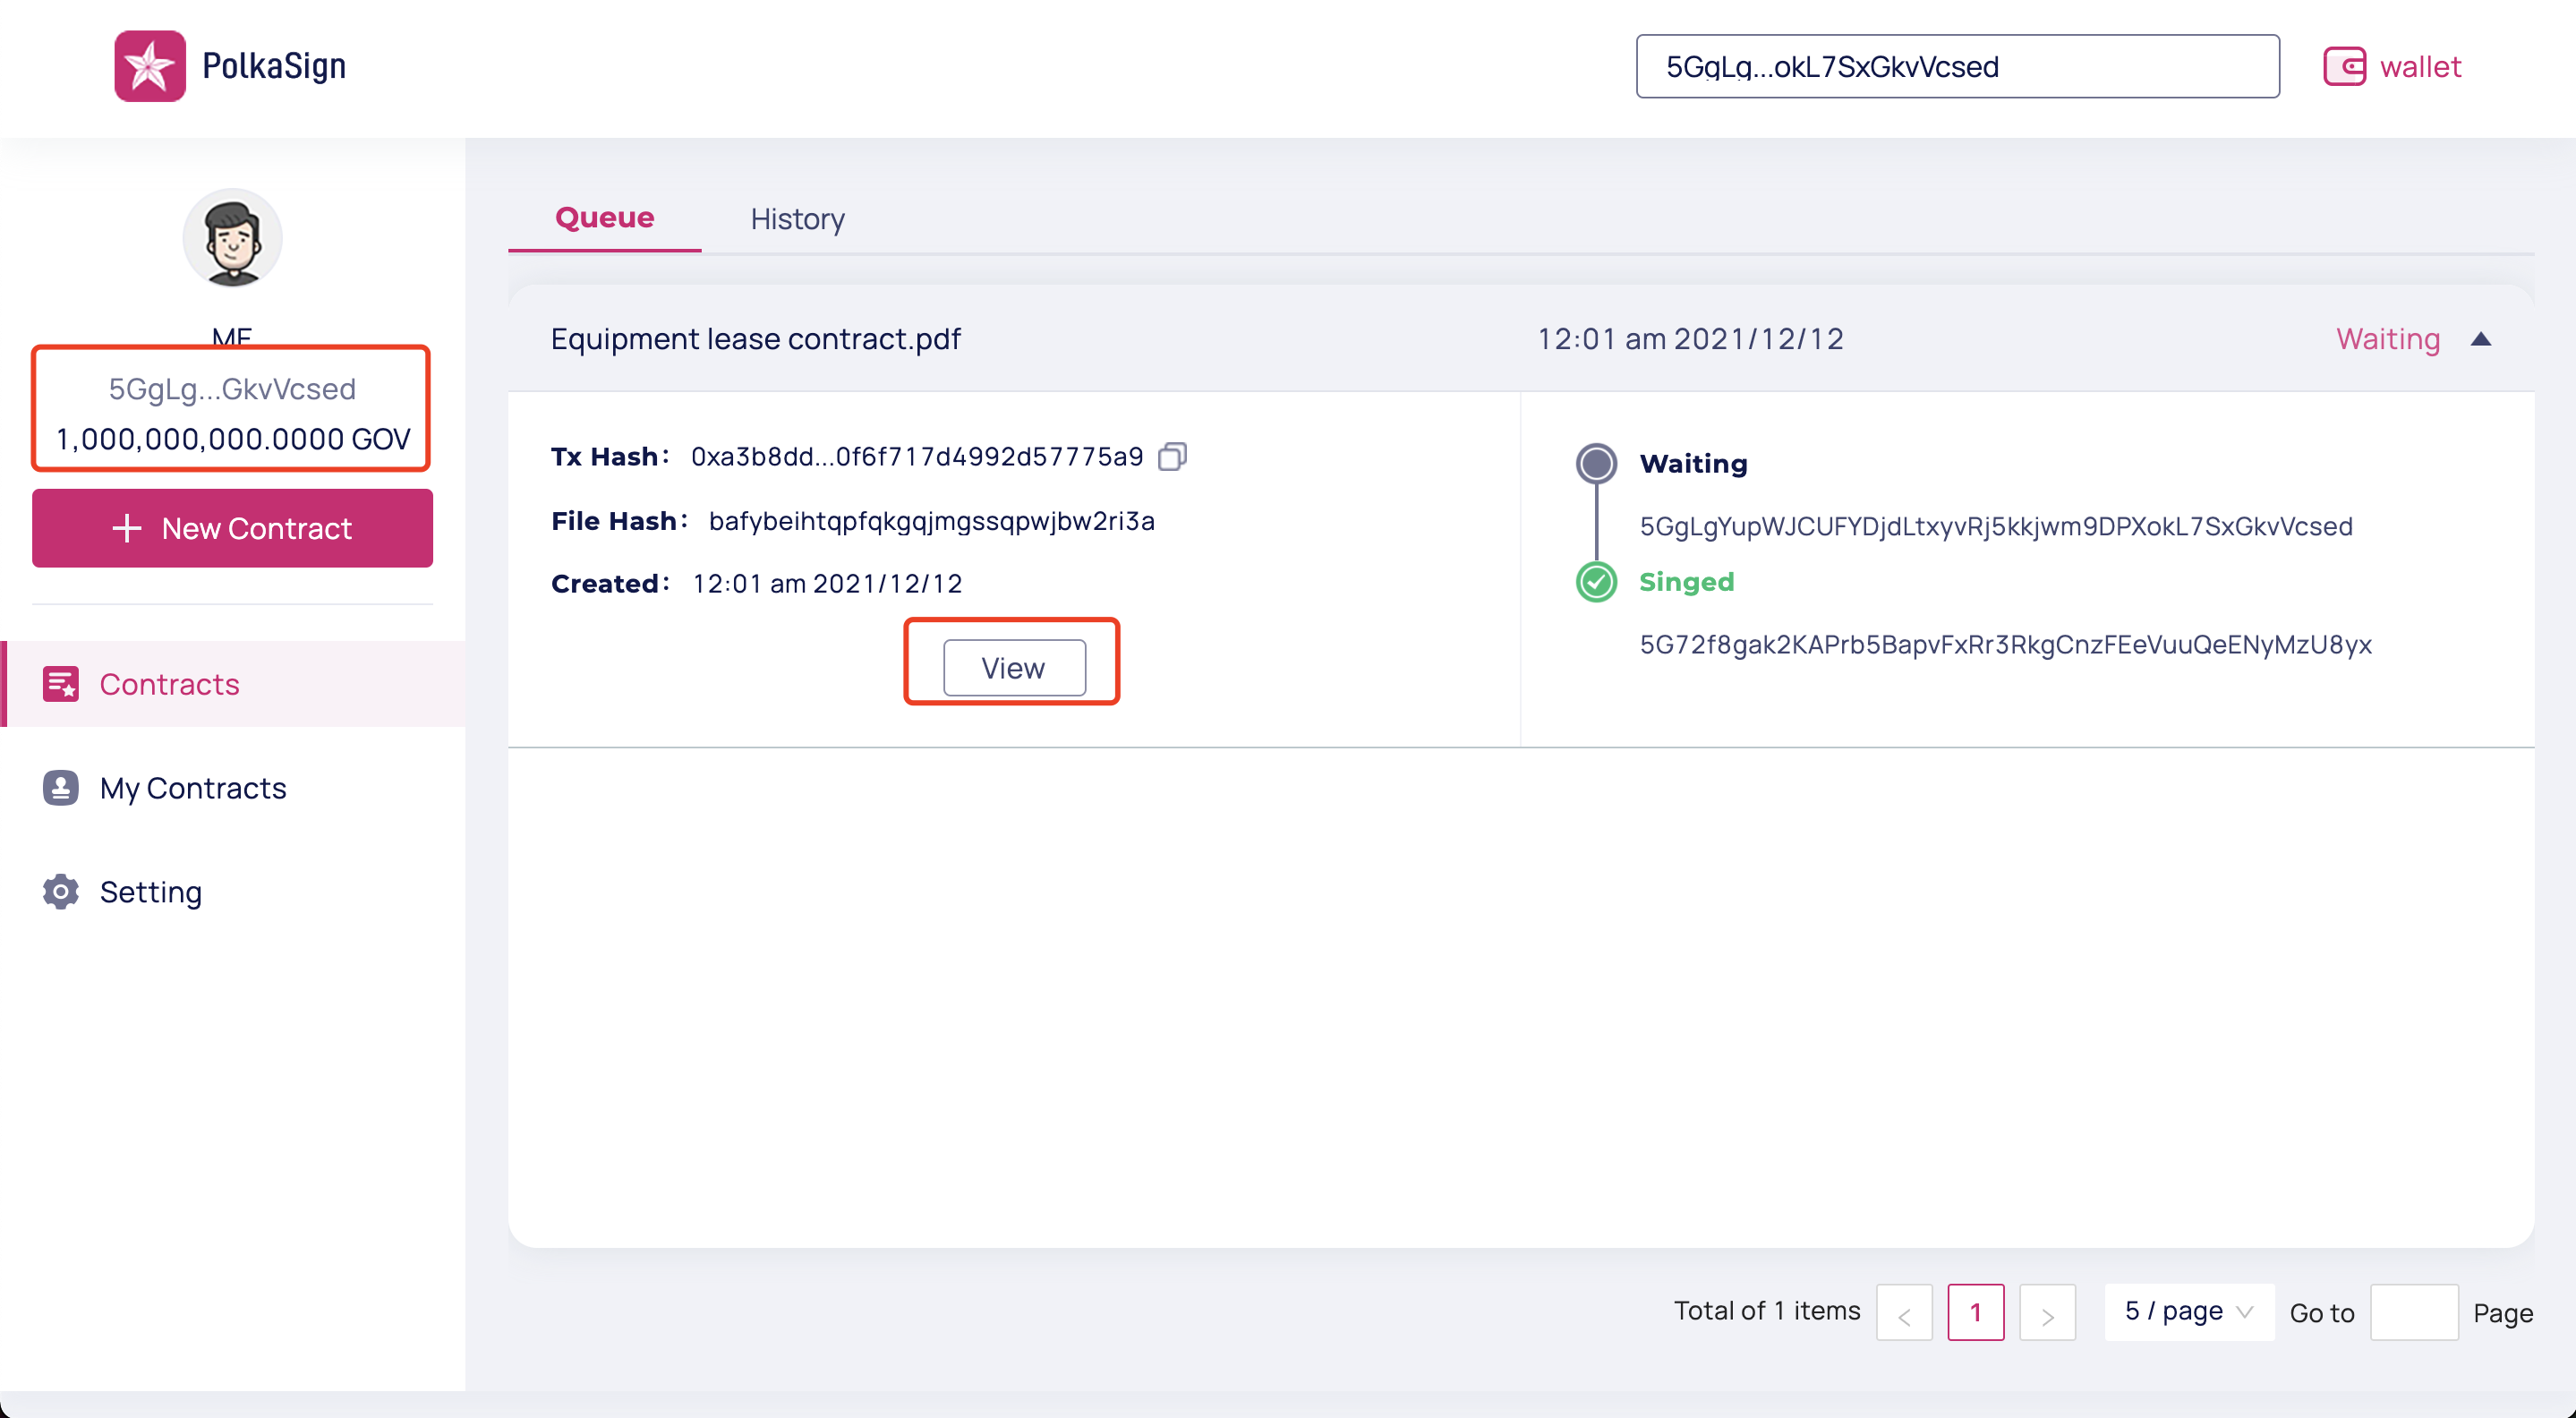 PolkaSign
5GgLg...okL7SxGkvVcsed
wallet
ME
5GgLg...GkvVcsed
1,000,000,000.0000 GOV
New Contract
Contracts
My Contracts
Setting
Queue
History
Equipment lease contract.pdf
12:01 am 2021/12/12
Waiting
Tx Hash: 0xa3b8dd...0f6f717d4992d57775a9
File Hash: bafybeihtqpfqkgqjmgssqpwjbw2ri3a
Created: 12:01 am 2021/12/12
View
Waiting
5GgLgYupWJCUFYDjdLtxyvRj5kkjwm9DPXokL7SxGkvVcsed
Singed
5G72f8gak2KAPrb5BapvFxRr3RkgCnzFEeVuuQeENyMzU8yx
Total of 1 items
<
1
>
5 / page
Go to
Page